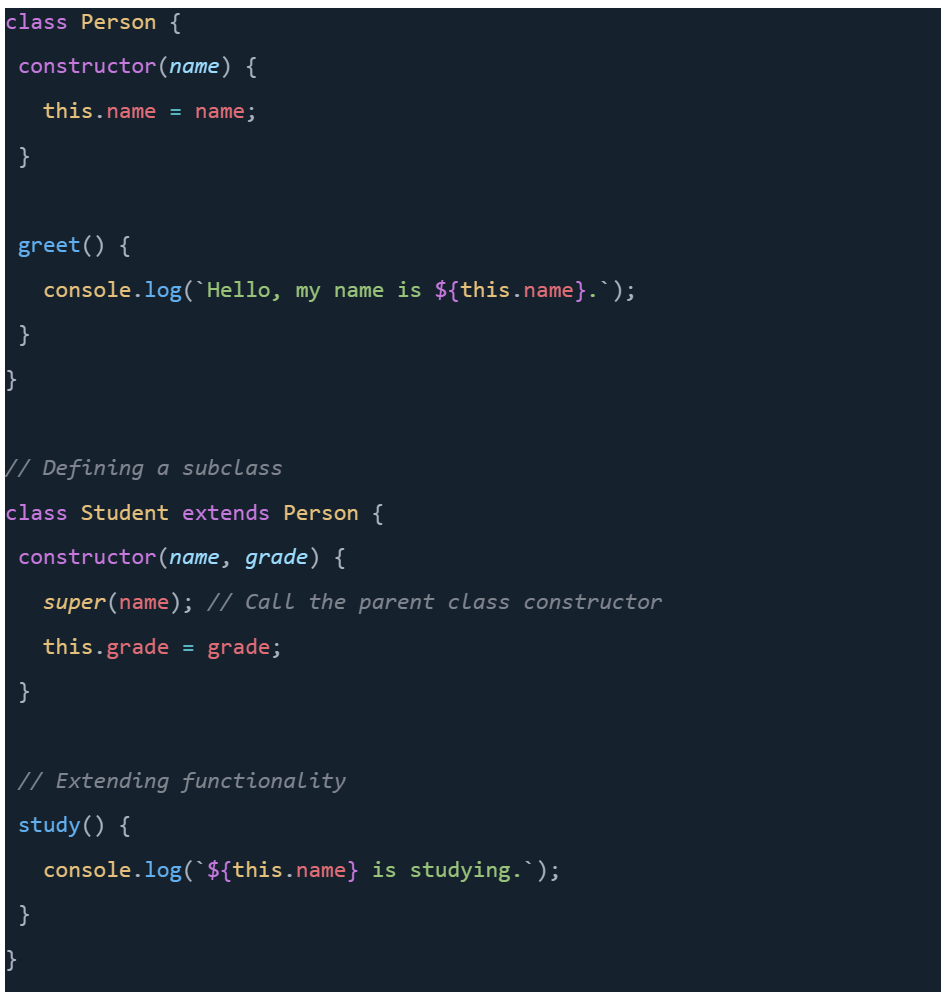 class Person {
 constructor(name) {
   this.name = name;
 }
 greet() {
   console.log(`Hello, my name is ${this.name}.`);
 }
}
// Defining a subclass
class Student extends Person {
 constructor(name, grade) {
   super(name); // Call the parent class constructor
   this.grade = grade;
 }
 // Extending functionality
 study() {
   console.log(`${this.name} is studying.`);
 }
}